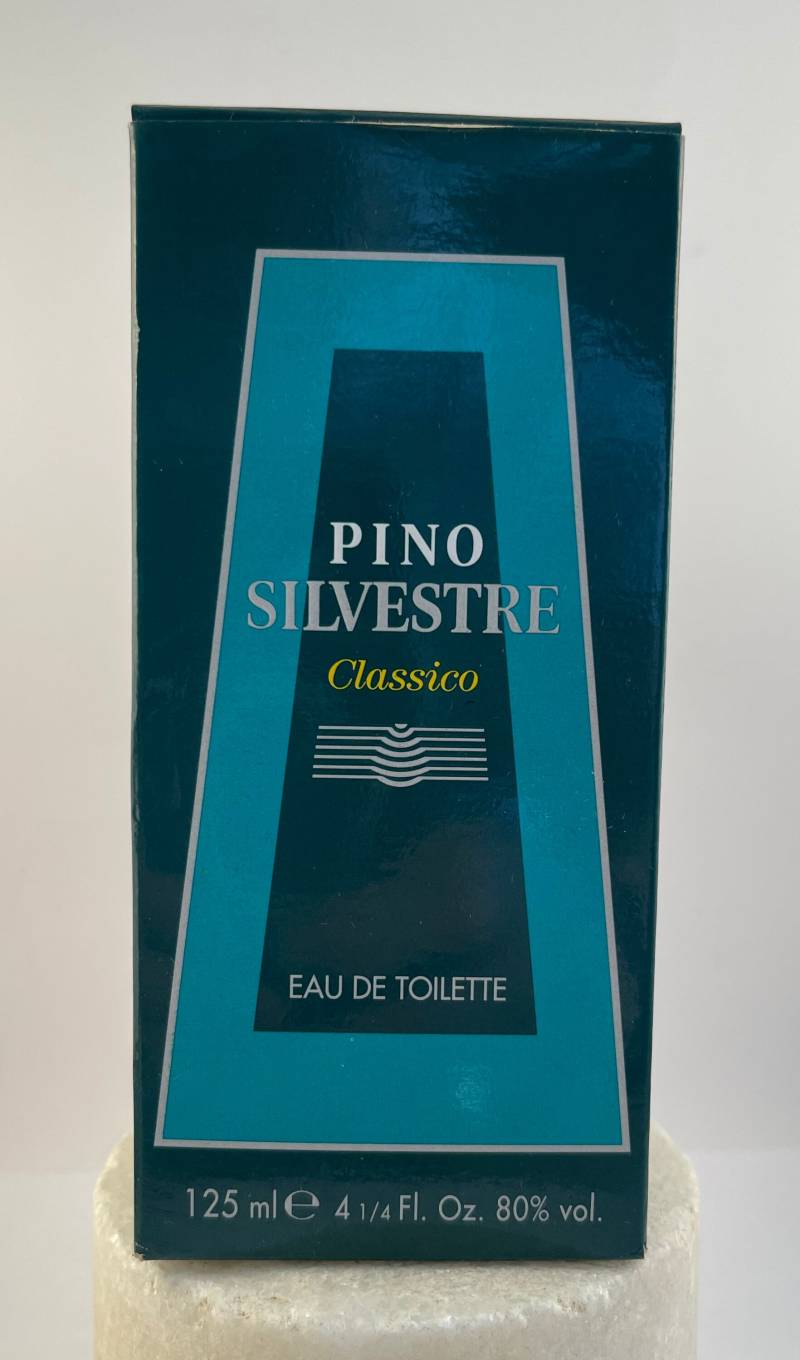 PINO
SILVESTRE
Classico
EAU DE TOILETTE
125 ml ℮ 4 1/4 Fl. Oz. 80% vol.